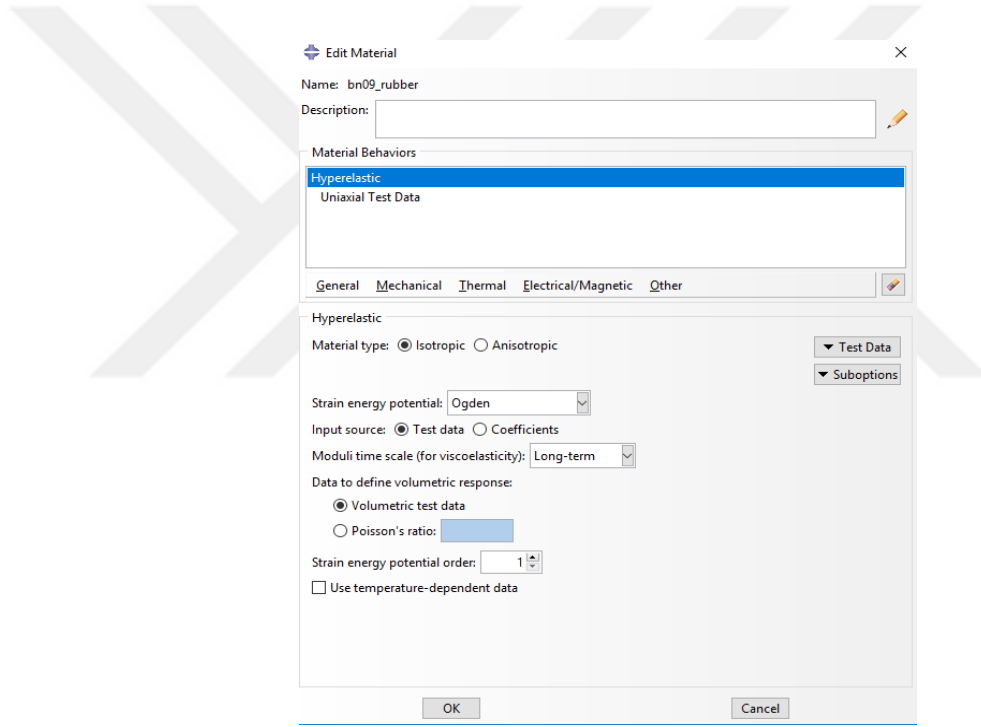 Edit Material
Name: bn09_rubber
Description:
Material Behaviors
Hyperelastic
Uniaxial Test Data
General Mechanical Thermal Electrical/Magnetic Other
Hyperelastic
Material type: Isotropic Anisotropic
Test Data
Suboptions
Strain energy potential: Ogden
Input source: Test data Coefficients
Moduli time scale (for viscoelasticity): Long-term
Data to define volumetric response:
Volumetric test data
Poisson's ratio:
Strain energy potential order: 1
Use temperature-dependent data
OK Cancel